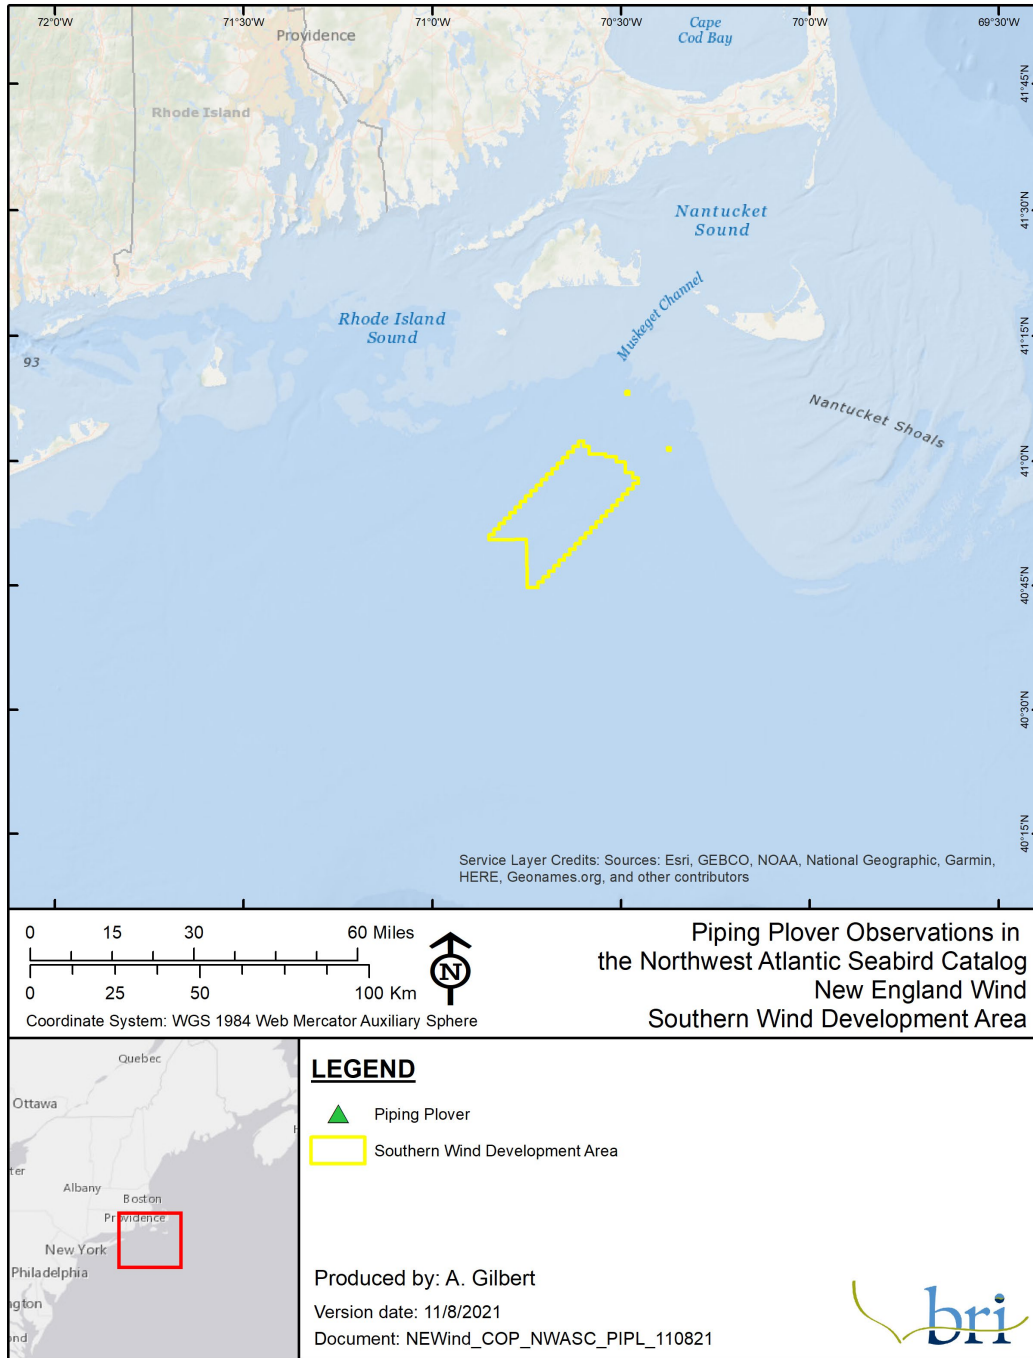 72°0'W
71°30'W
71°0'W
70°30'W
70°0'W
69°30'W
Providence
Cape
Cod Bay
41°45'N
Rhode Island
41°30'N
Nantucket
Sound
Muskeget Channel
Rhode Island
Sound
41°15'N
93
Nantucket Shoals
41°0'N
40°45'N
40°30'N
40°15'N
Service Layer Credits: Sources: Esri, GEBCO, NOAA, National Geographic, Garmin,
HERE, Geonames.org, and other contributors
0 15 30 60 Miles
0 25 50 100 Km
N
Coordinate System: WGS 1984 Web Mercator Auxiliary Sphere
Piping Plover Observations in
the Northwest Atlantic Seabird Catalog
New England Wind
Southern Wind Development Area
Quebec
Ottawa
ter
Albany
Boston
Providence
New York
Philadelphia
ngton
ond
LEGEND
Piping Plover
Southern Wind Development Area
Produced by: A. Gilbert
Version date: 11/8/2021
Document: NEWind_COP_NWASC_PIPL_110821
bri